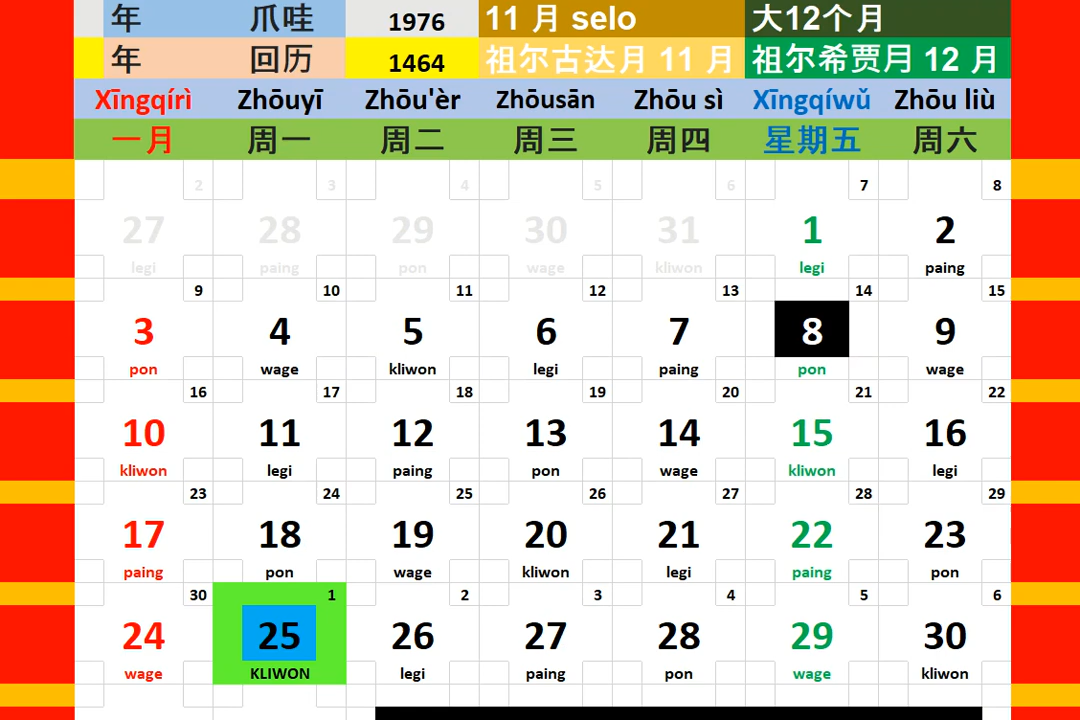 年 爪哇 1976 11 月 selo 大12个月
年 回历 1464 祖尔古达月 11 月 祖尔希贾月 12 月
Xīngqírì Zhōuyī Zhōu'èr Zhōusān Zhōu sì Xīngqíwǔ Zhōu liù
一月 周一 周二 周三 周四 星期五 周六
2 3 4 5 6 7 8
27 28 29 30 31 1 2
legi paing pon wage kliwon legi paing
9 10 11 12 13 14 15
3 4 5 6 7 8 9
pon wage kliwon legi paing pon wage
16 17 18 19 20 21 22
10 11 12 13 14 15 16
kliwon legi paing pon wage kliwon legi
23 24 25 26 27 28 29
17 18 19 20 21 22 23
paing pon wage kliwon legi paing pon
30 1 2 3 4 5 6
24 25 26 27 28 29 30
wage KLIWON legi paing pon wage kliwon